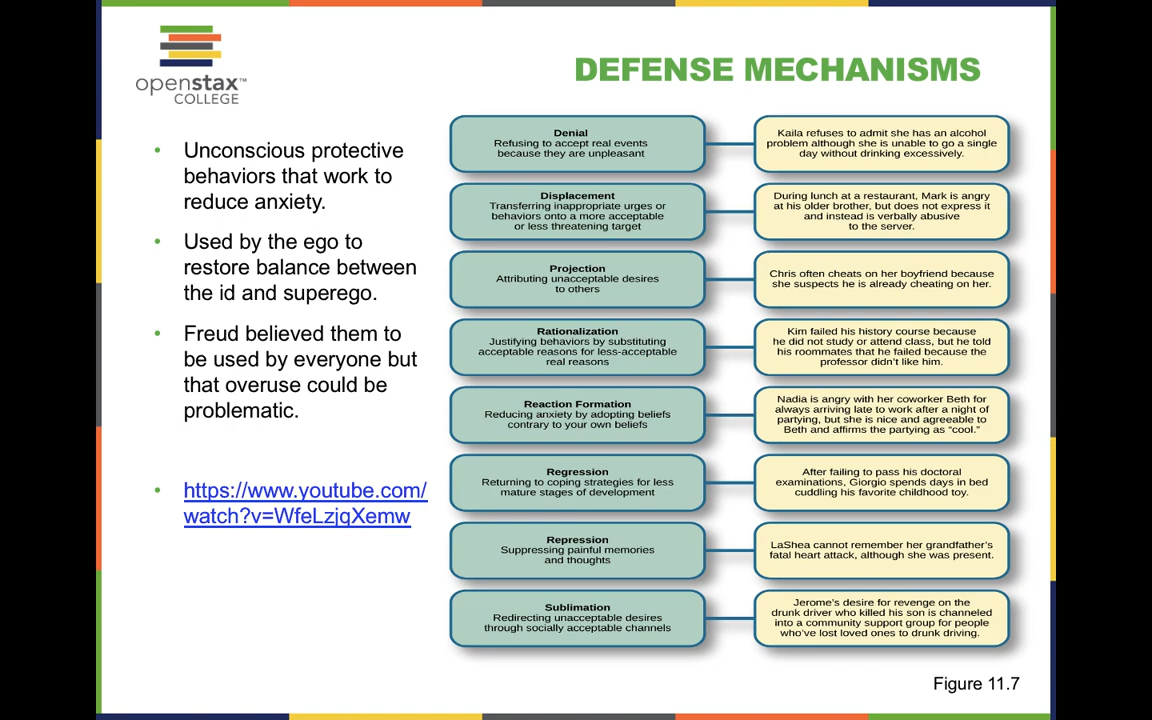 openstax™
COLLEGE
DEFENSE MECHANISMS
• Unconscious protective
behaviors that work to
reduce anxiety.
• Used by the ego to
restore balance between
the id and superego.
• Freud believed them to
be used by everyone but
that overuse could be
problematic.
• https://www.youtube.com/
watch?v=WfeLzjqXemw
Denial
Refusing to accept real events
because they are unpleasant
Kaila refuses to admit she has an alcohol
problem although she is unable to go a single
day without drinking excessively.
Displacement
Transferring inappropriate urges or
behaviors onto a more acceptable
or less threatening target
During lunch at a restaurant, Mark is angry
at his older brother, but does not express it
and instead is verbally abusive
to the server.
Projection
Attributing unacceptable desires
to others
Chris often cheats on her boyfriend because
she suspects he is already cheating on her.
Rationalization
Justifying behaviors by substituting
acceptable reasons for less-acceptable
real reasons
Kim failed his history course because
he did not study or attend class, but he told
his roommates that he failed because the
professor didn't like him.
Reaction Formation
Reducing anxiety by adopting beliefs
contrary to your own beliefs
Nadia is angry with her coworker Beth for
always arriving late to work after a night of
partying, but she is nice and agreeable to
Beth and affirms the partying as “cool.”
Regression
Returning to coping strategies for less
mature stages of development
After failing to pass his doctoral
examinations, Giorgio spends days in bed
cuddling his favorite childhood toy.
Repression
Suppressing painful memories
and thoughts
LaShea cannot remember her grandfather's
fatal heart attack, although she was present.
Sublimation
Redirecting unacceptable desires
through socially acceptable channels
Jerome's desire for revenge on the
drunk driver who killed his son is channeled
into a community support group for people
who've lost loved ones to drunk driving.
Figure 11.7